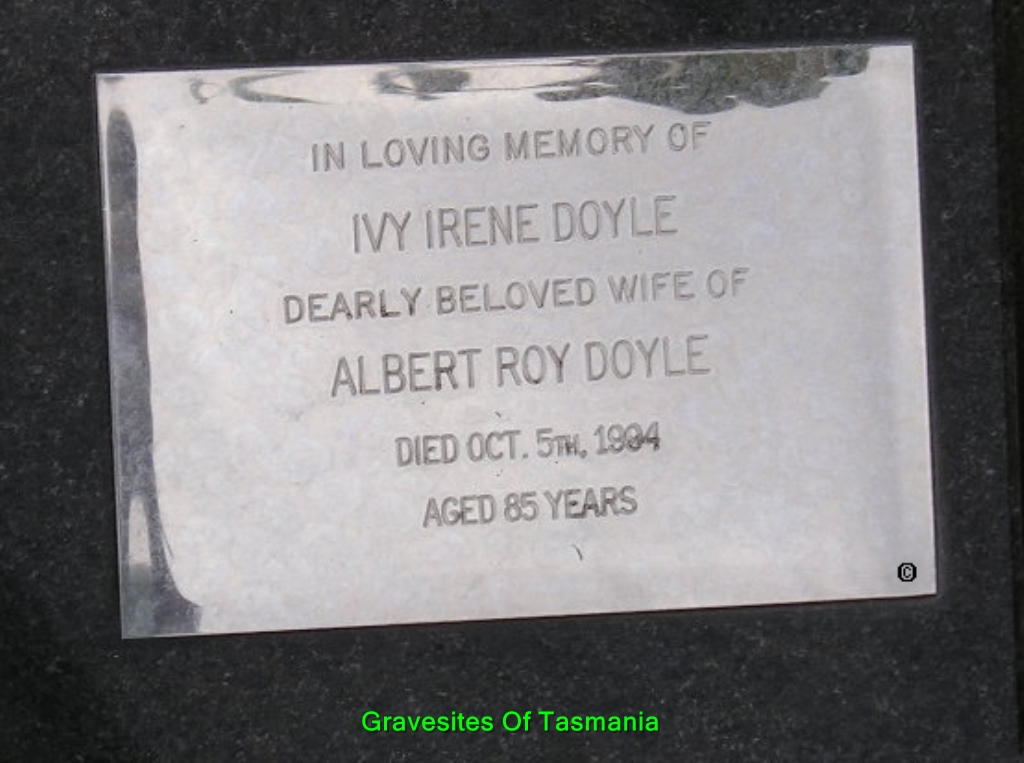 IN LOVING MEMORY OF
IVY IRENE DOYLE
DEARLY BELOVED WIFE OF
ALBERT ROY DOYLE
DIED OCT. 5TH, 1994
AGED 85 YEARS
©
Gravesites Of Tasmania